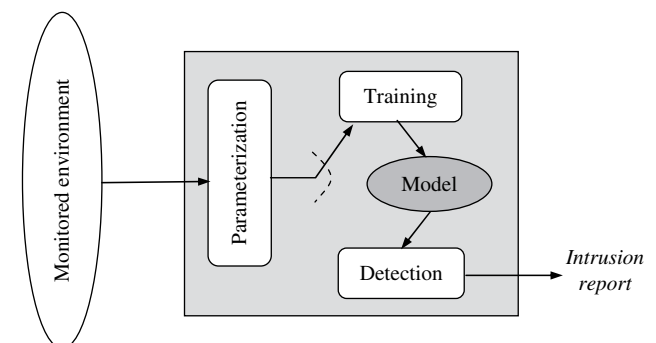 Monitored environment
Parameterization
Training
Model
Detection
Intrusion
report